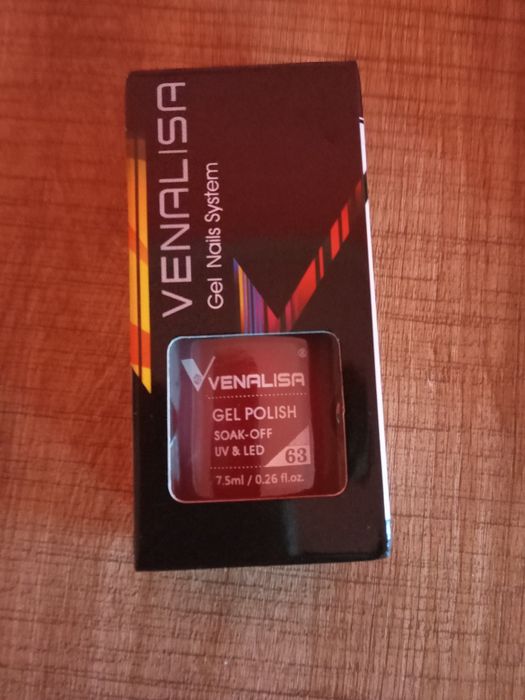 VENALISA
Gel Nails System
VENALISA®
GEL POLISH
SOAK-OFF
UV & LED
63
7.5ml / 0.26 fl.oz.